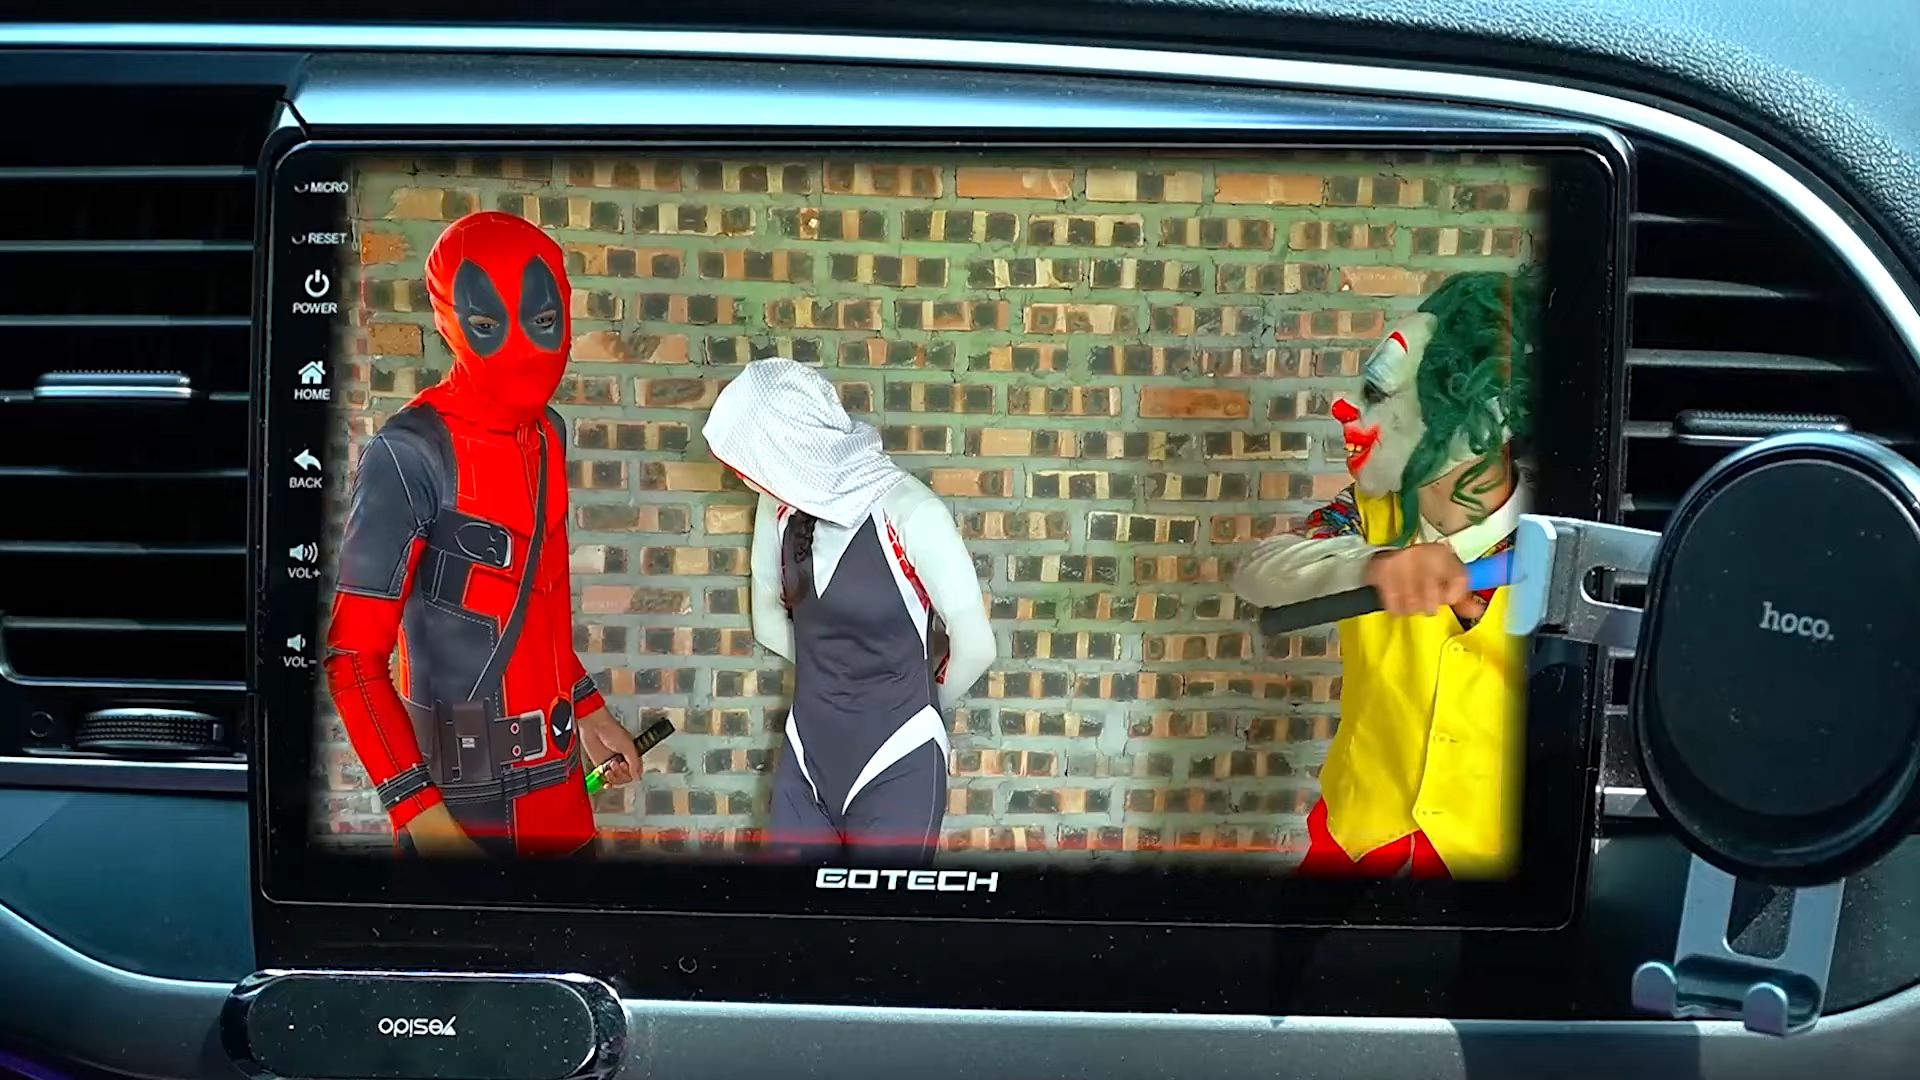 MICRO
RESET
POWER
HOME
BACK
VOL+
VOL-
GOTECH
hoco.
Yesido